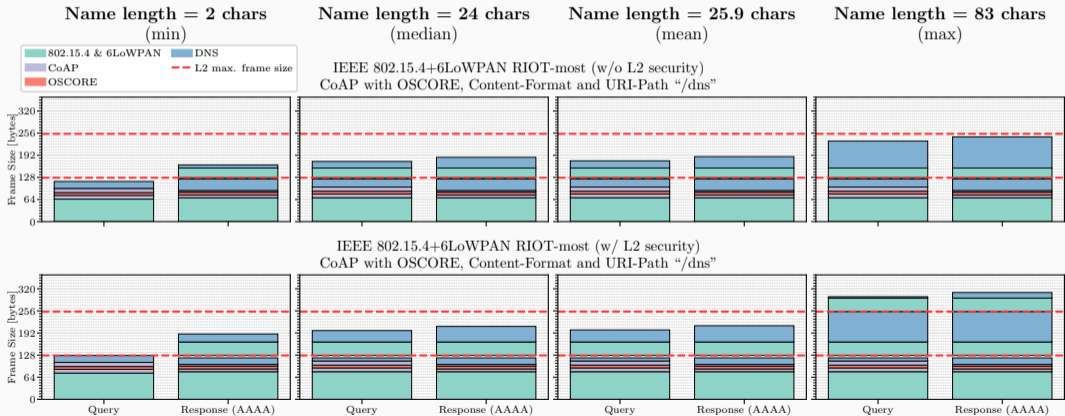 Name length = 2 chars
(min)
Name length = 24 chars
(median)
Name length = 25.9 chars
(mean)
Name length = 83 chars
(max)
802.15.4 & 6LoWPAN
CoAP
OSCORE
DNS
L2 max. frame size
IEEE 802.15.4+6LoWPAN RIOT-most (w/o L2 security)
CoAP with OSCORE, Content-Format and URI-Path “/dns”
Frame Size [bytes]
320
256
192
128
64
0
IEEE 802.15.4+6LoWPAN RIOT-most (w/ L2 security)
CoAP with OSCORE, Content-Format and URI-Path “/dns”
Frame Size [bytes]
320
256
192
128
64
0
Query
Response (AAAA)
Query
Response (AAAA)
Query
Response (AAAA)
Query
Response (AAAA)